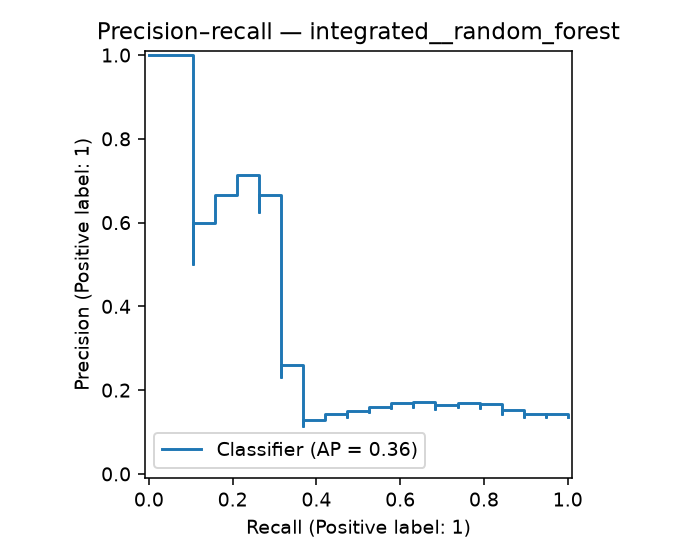 Precision–recall — integrated__random_forest
Precision (Positive label: 1)
1.0
0.8
0.6
0.4
0.2
0.0
Classifier (AP = 0.36)
0.0 0.2 0.4 0.6 0.8 1.0
Recall (Positive label: 1)